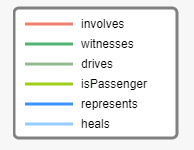 involves
witnesses
drives
isPassenger
represents
heals